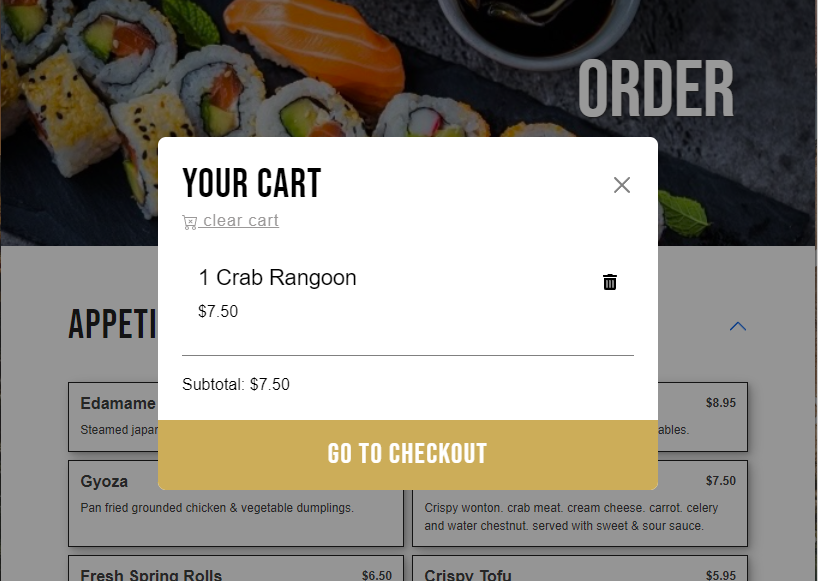 ORDER
YOUR CART
clear cart
1 Crab Rangoon
$7.50
Subtotal: $7.50
GO TO CHECKOUT
APPETI
Edamame
$8.95
Steamed japan
ables.
Gyoza
$7.50
Pan fried grounded chicken & vegetable dumplings.
Crispy wonton. crab meat. cream cheese. carrot. celery
and water chestnut. served with sweet & sour sauce.
Fresh Spring Rolls
$6.50
Crispy Tofu
$5.95